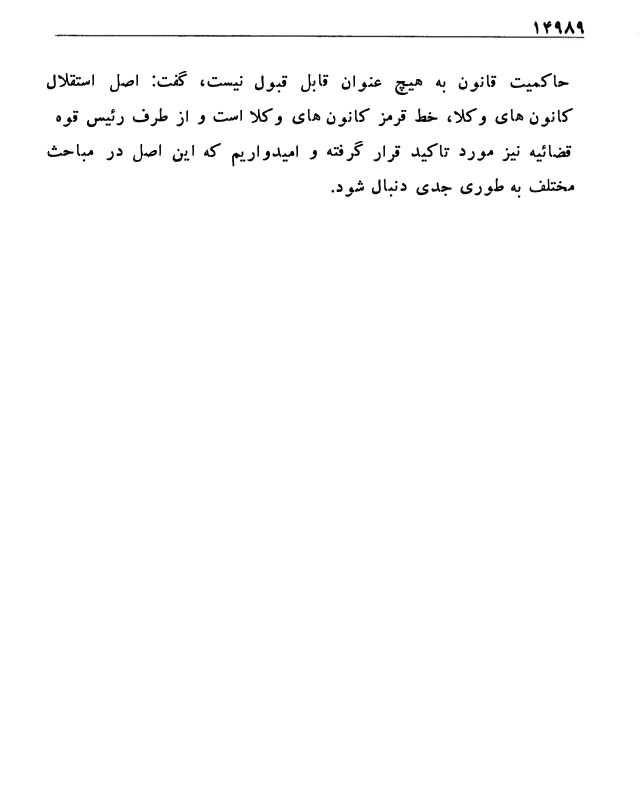 ۱۴۹۸۹
حاکمیت قانون به هیچ عنوان قابل قبول نیست، گفت: اصل استقلال
کانون های وکلا، خط قرمز کانون های وکلا است و از طرف رئیس قوه
قضائیه نیز مورد تاکید قرار گرفته و امیدواریم که این اصل در مباحث
مختلف به طوری جدی دنبال شود.